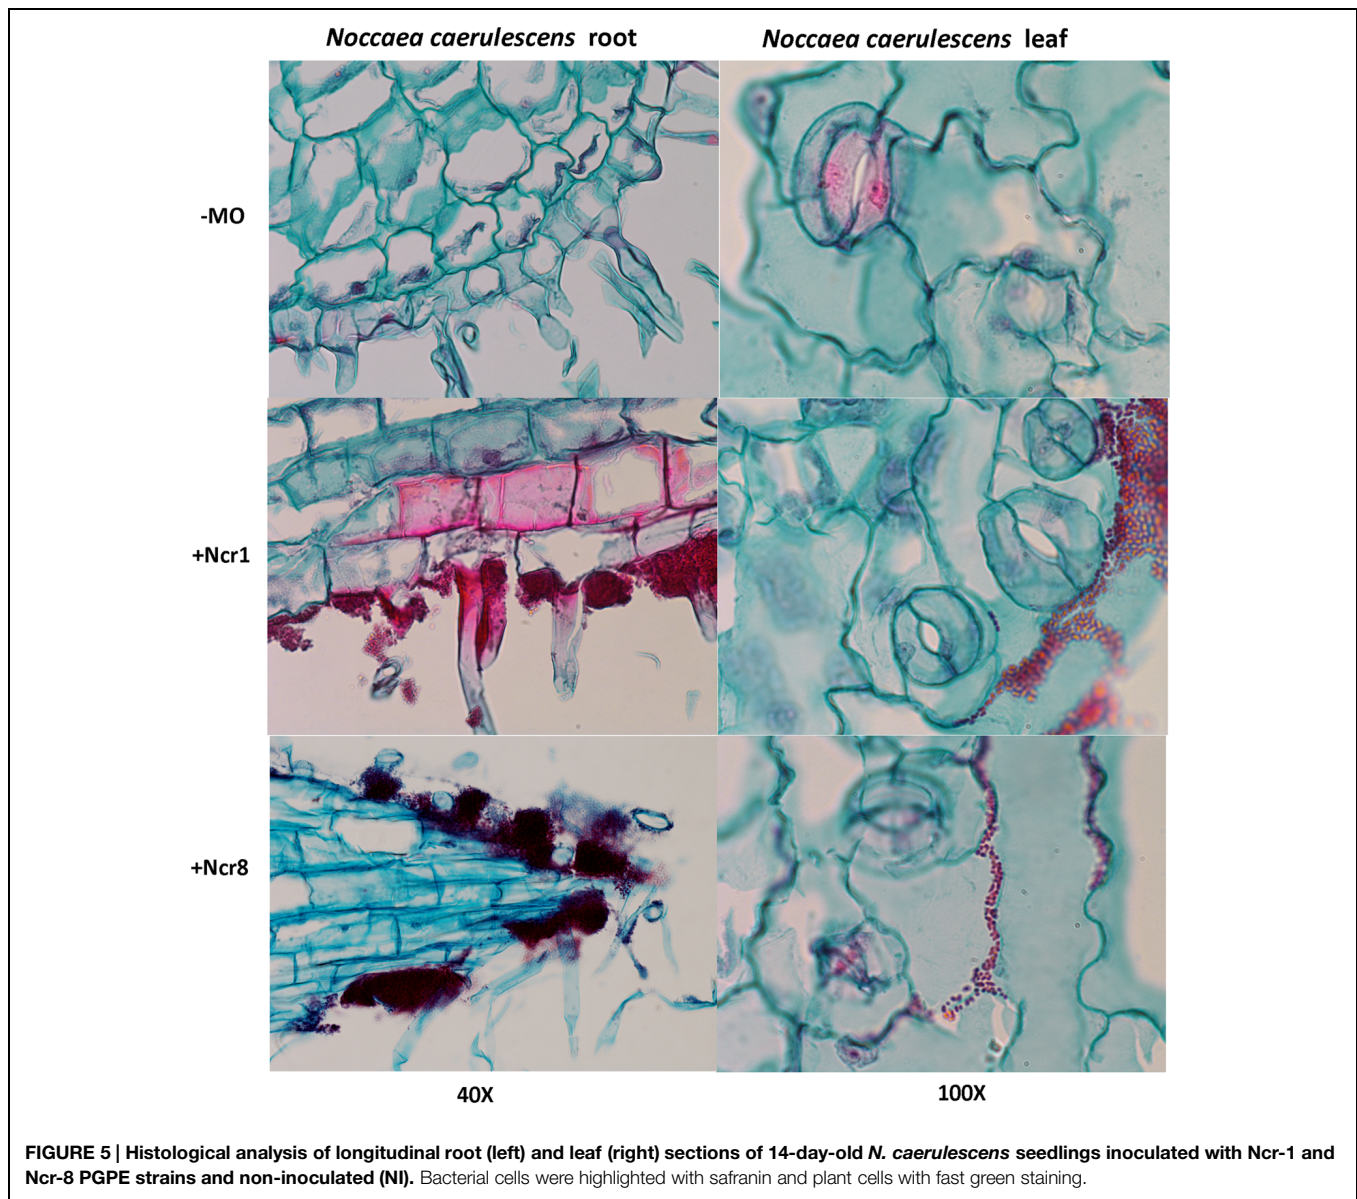 Noccaea caerulescens root
Noccaea caerulescens leaf
-MO
+Ncr1
+Ncr8
40X
100X
FIGURE 5 | Histological analysis of longitudinal root (left) and leaf (right) sections of 14-day-old N. caerulescens seedlings inoculated with Ncr-1 and
Ncr-8 PGPE strains and non-inoculated (NI). Bacterial cells were highlighted with safranin and plant cells with fast green staining.